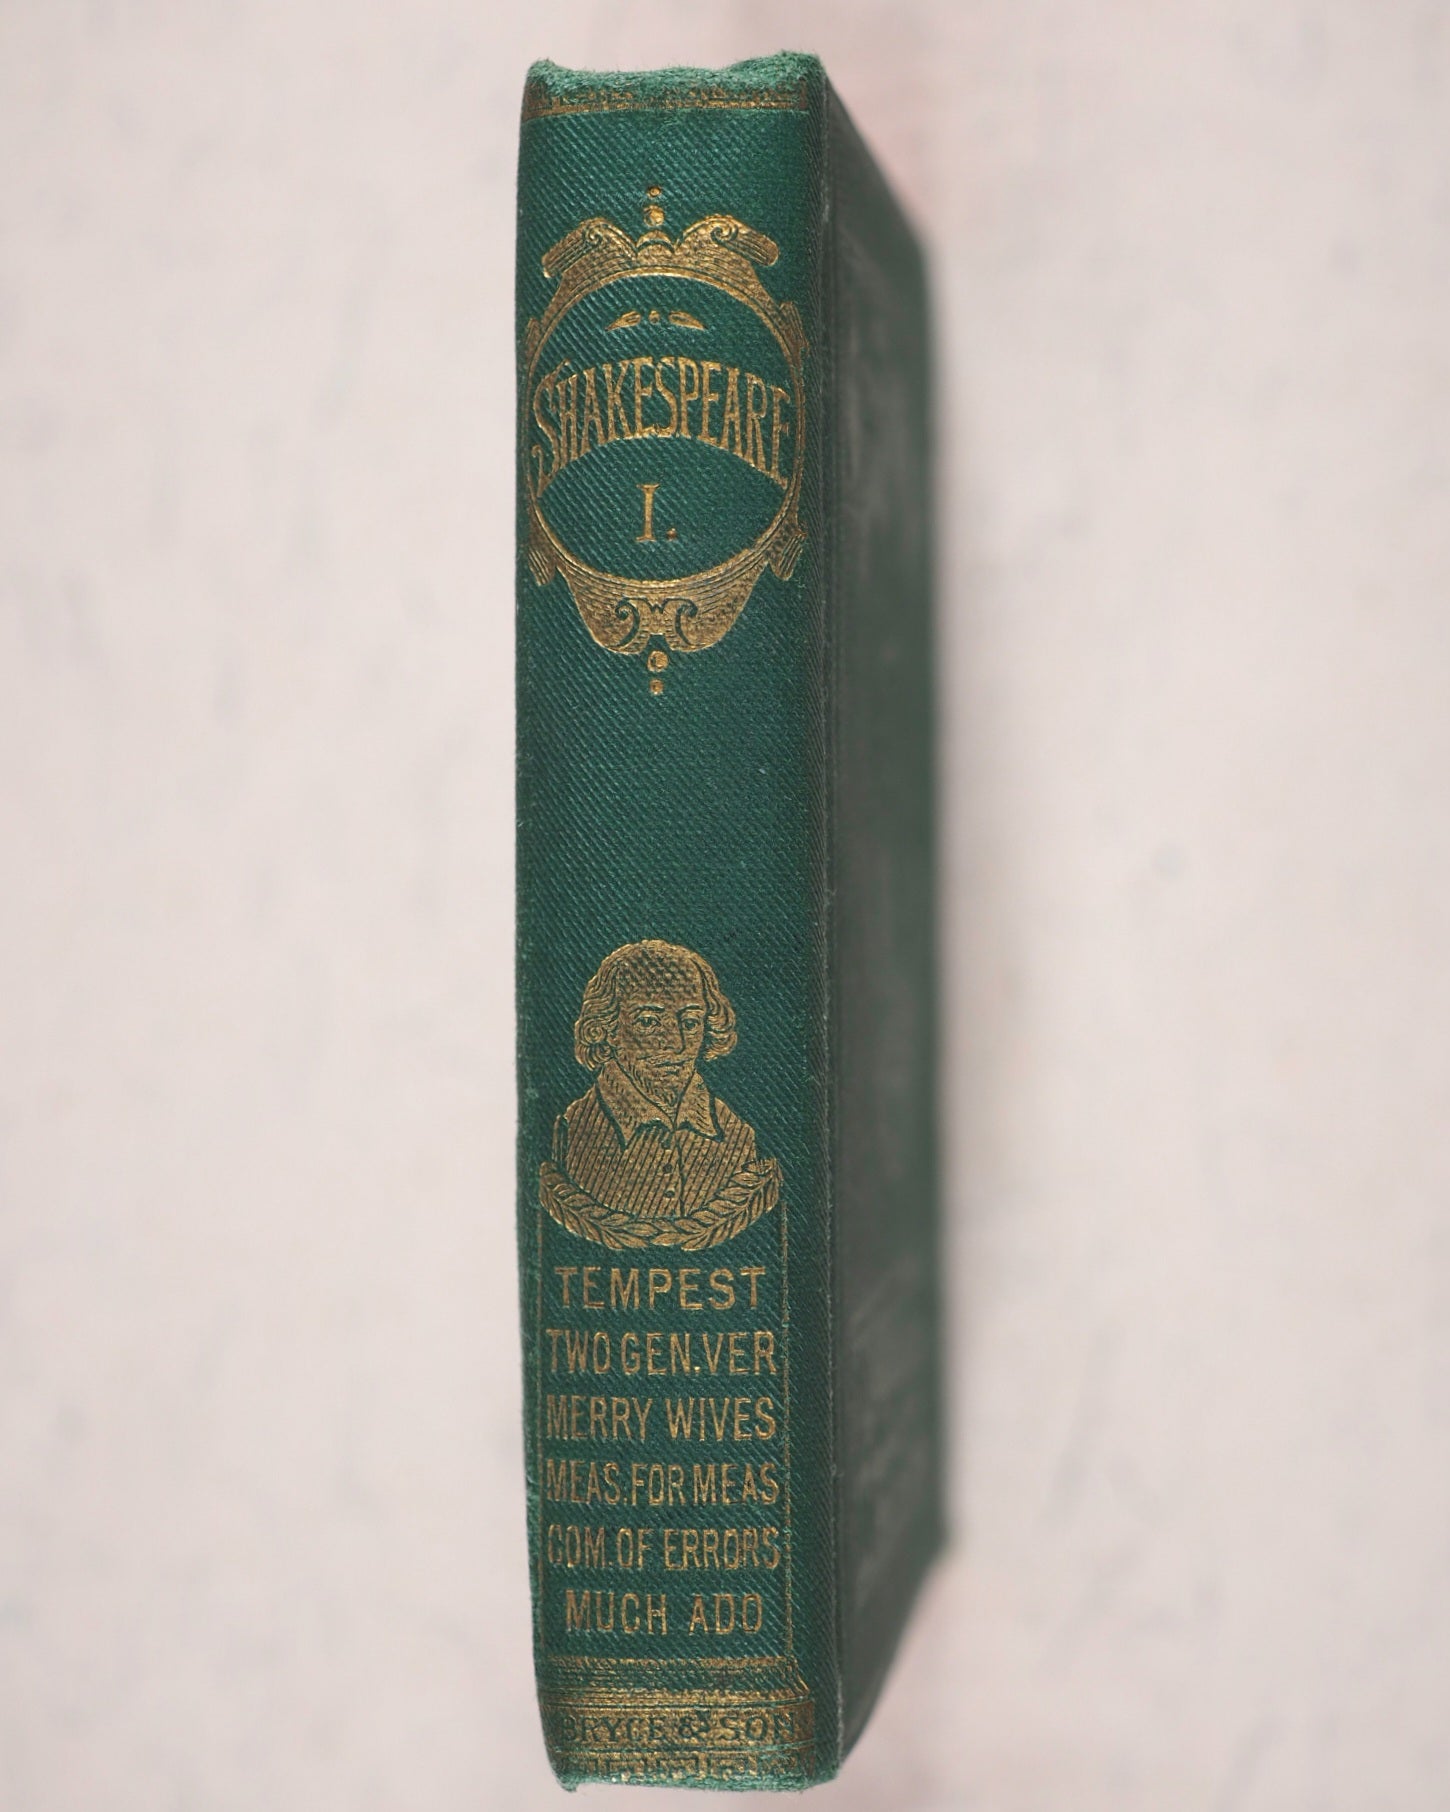 SHAKESPEARE
I.
TEMPEST
TWO GEN.VER
MERRY WIVES
MEAS.FOR MEAS
COM.OF ERRORS
MUCH ADO
BRYCE & SON